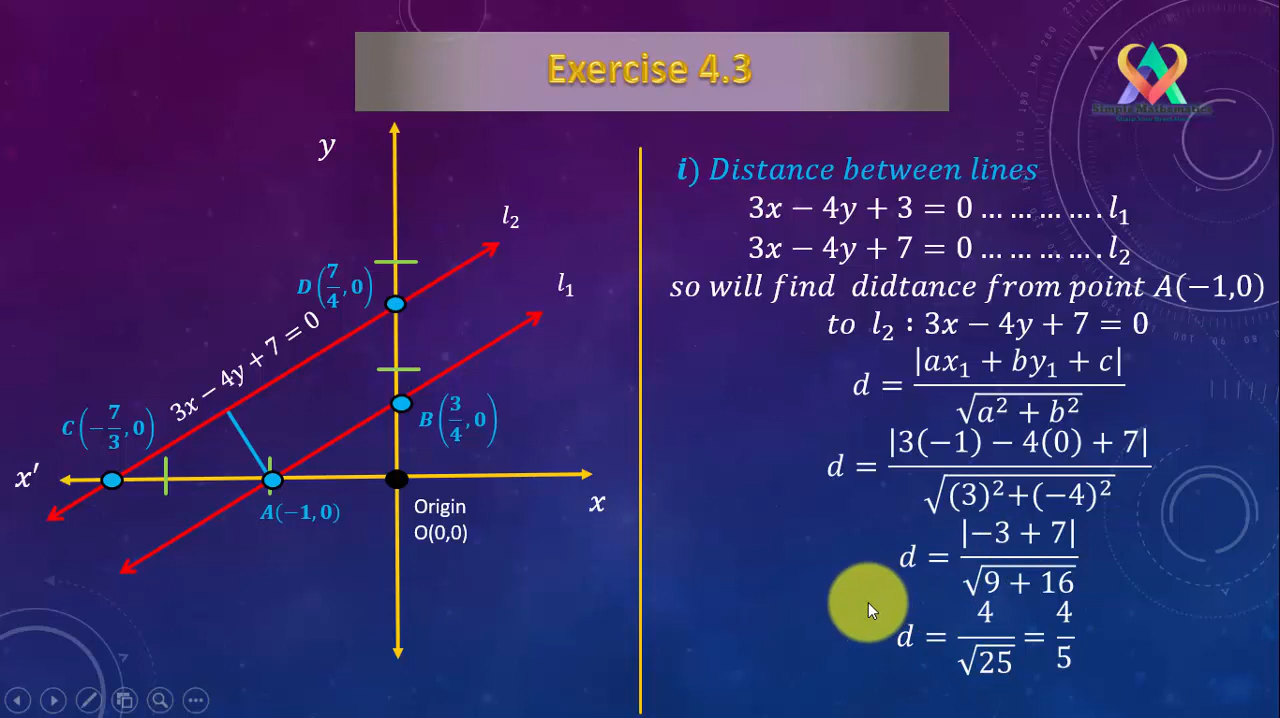 Exercise 4.3
Simple Mathematics
y
l₂
l₁
D(7/4, 0)
3x − 4y + 7 = 0
C(−7/3, 0)
B(3/4, 0)
x′
x
A(−1, 0)
Origin
O(0,0)
i) Distance between lines
3x − 4y + 3 = 0 … … … … . l₁
3x − 4y + 7 = 0 … … … … . l₂
so will find didtance from point A(−1,0)
to l₂ : 3x − 4y + 7 = 0
d = |ax₁ + by₁ + c| / √(a² + b²)
d = |3(−1) − 4(0) + 7| / √((3)²+(−4)²)
d = |−3 + 7| / √(9 + 16)
d = 4/√25 = 4/5